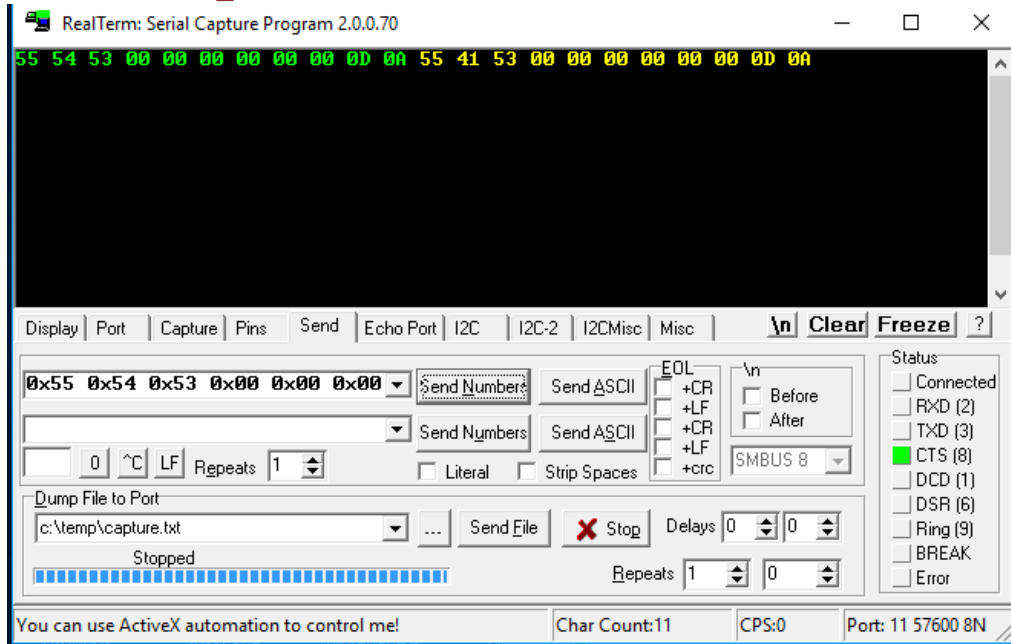 RealTerm: Serial Capture Program 2.0.0.70
55 54 53 00 00 00 00 00 00 0D 0A 55 41 53 00 00 00 00 00 00 0D 0A
Display Port Capture Pins Send Echo Port I2C I2C-2 I2CMisc Misc \n Clear Freeze ?
0x55 0x54 0x53 0x00 0x00 0x00 Send Numbers Send ASCII
EOL
+CR
+LF
+CR
+LF
+crc
\n
Before
After
SMBUS 8
Send Numbers Send ASCII
0 ^C LF Repeats 1 Literal Strip Spaces
Dump File to Port
c:\temp\capture.txt ... Send File Stop Delays 0 0
Stopped
Repeats 1 0
Status
Connected
RXD (2)
TXD (3)
CTS (8)
DCD (1)
DSR (6)
Ring (9)
BREAK
Error
You can use ActiveX automation to control me! Char Count:11 CPS:0 Port: 11 57600 8N